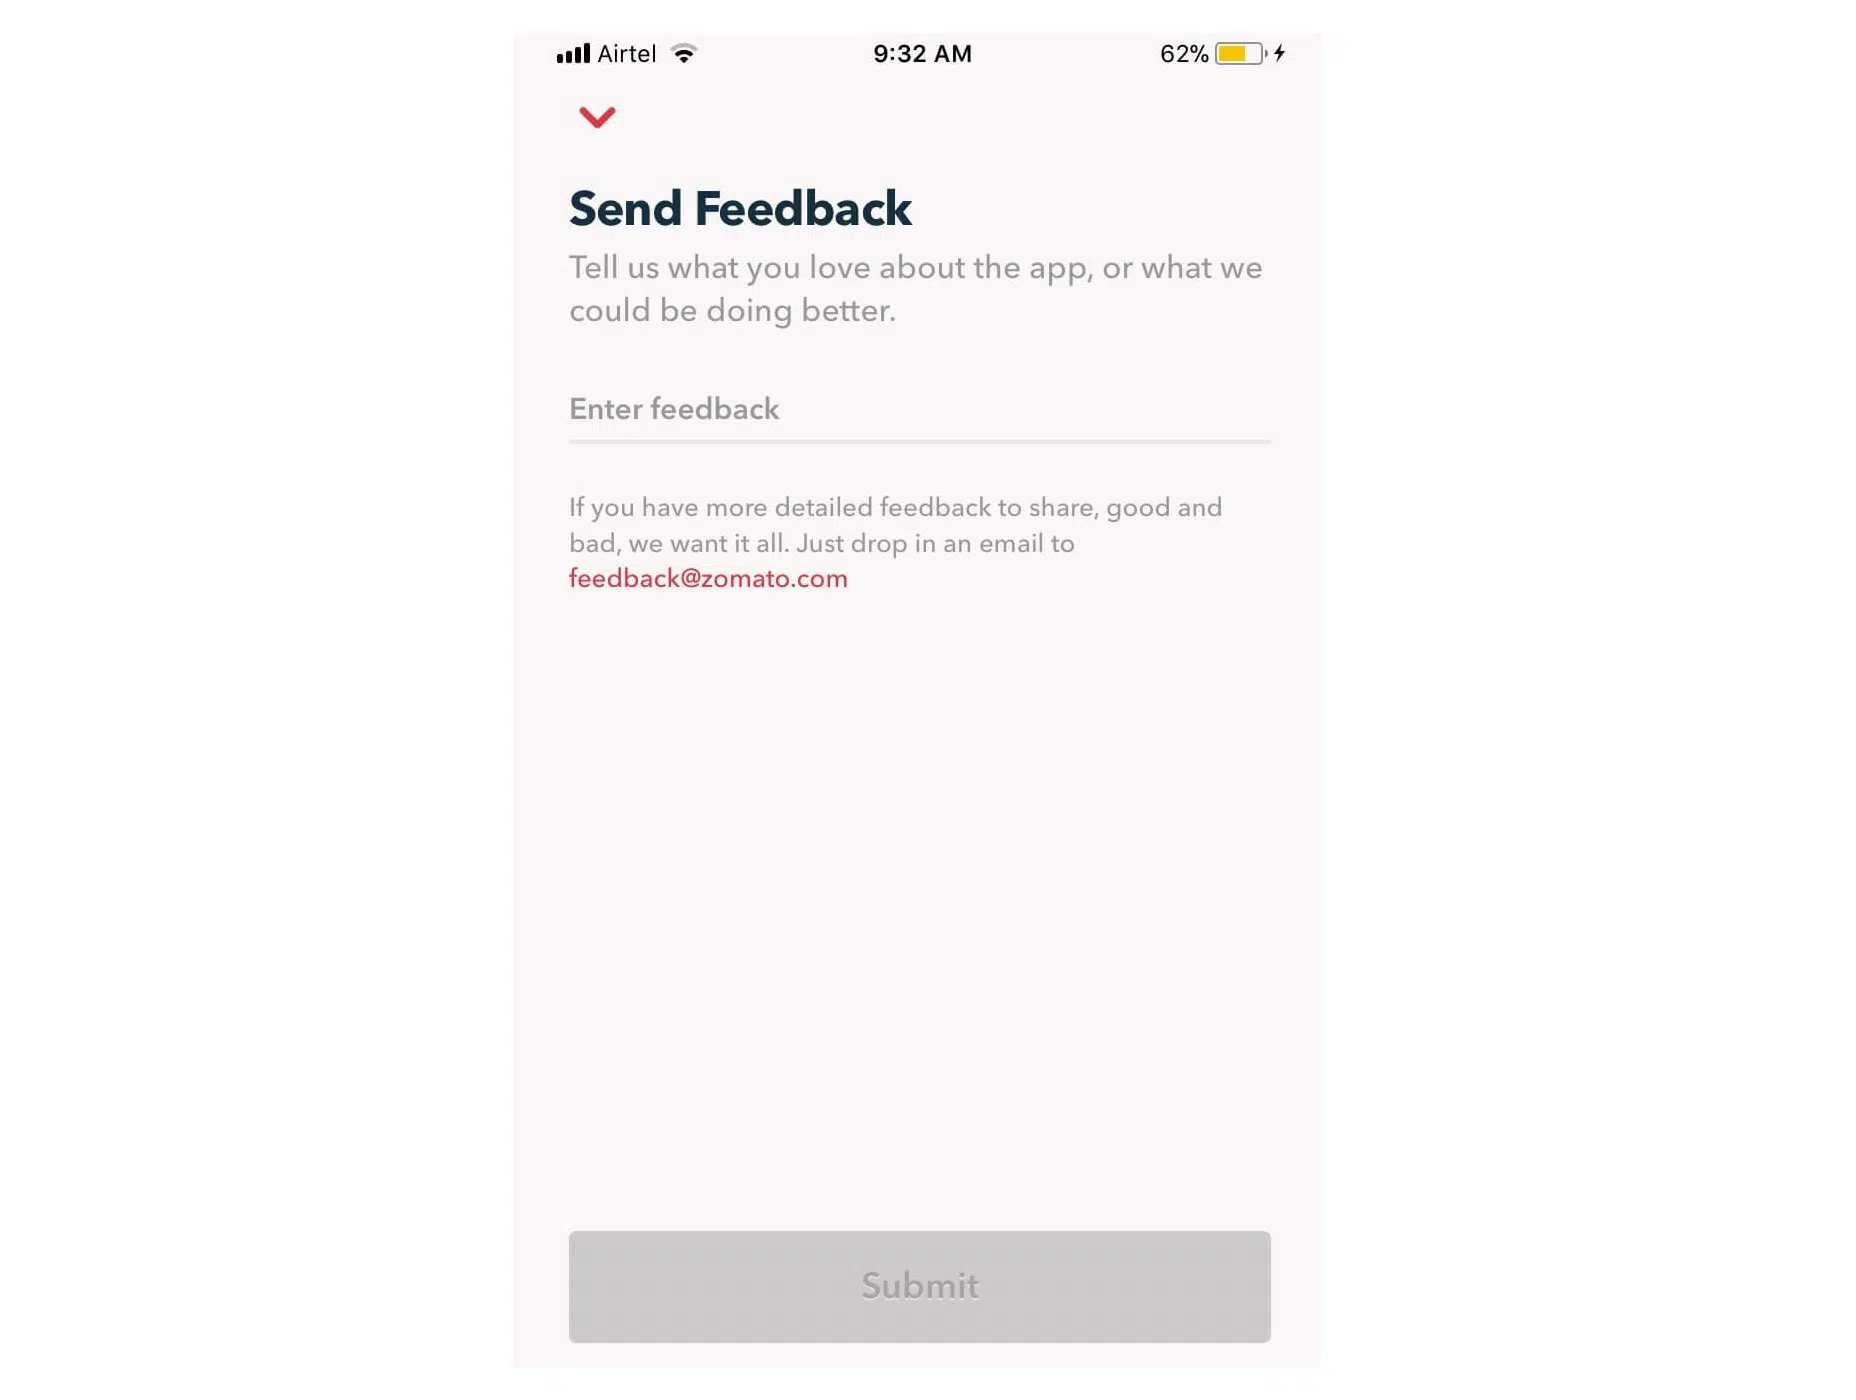 Airtel 9:32 AM 62%
Send Feedback
Tell us what you love about the app, or what we
could be doing better.
Enter feedback
If you have more detailed feedback to share, good and
bad, we want it all. Just drop in an email to
feedback@zomato.com
Submit